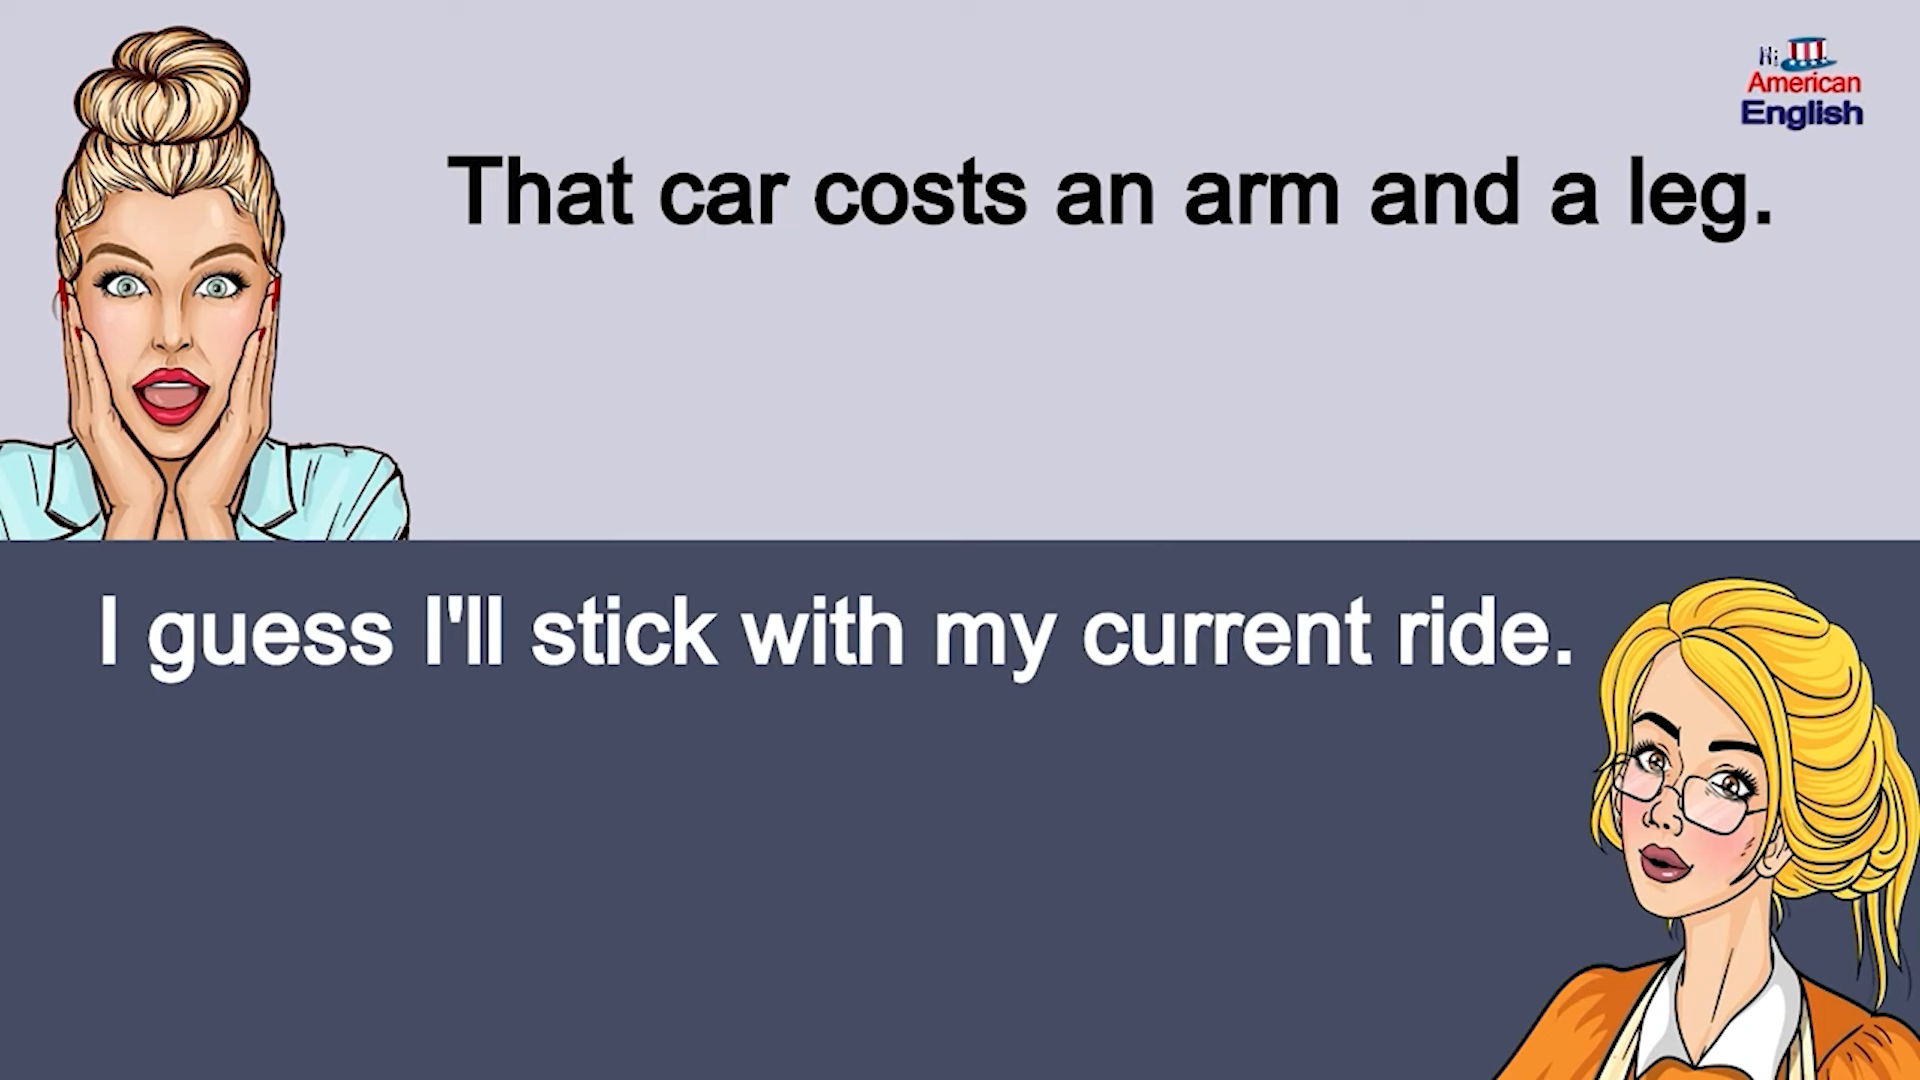 Hi
American
English
That car costs an arm and a leg.
I guess I'll stick with my current ride.